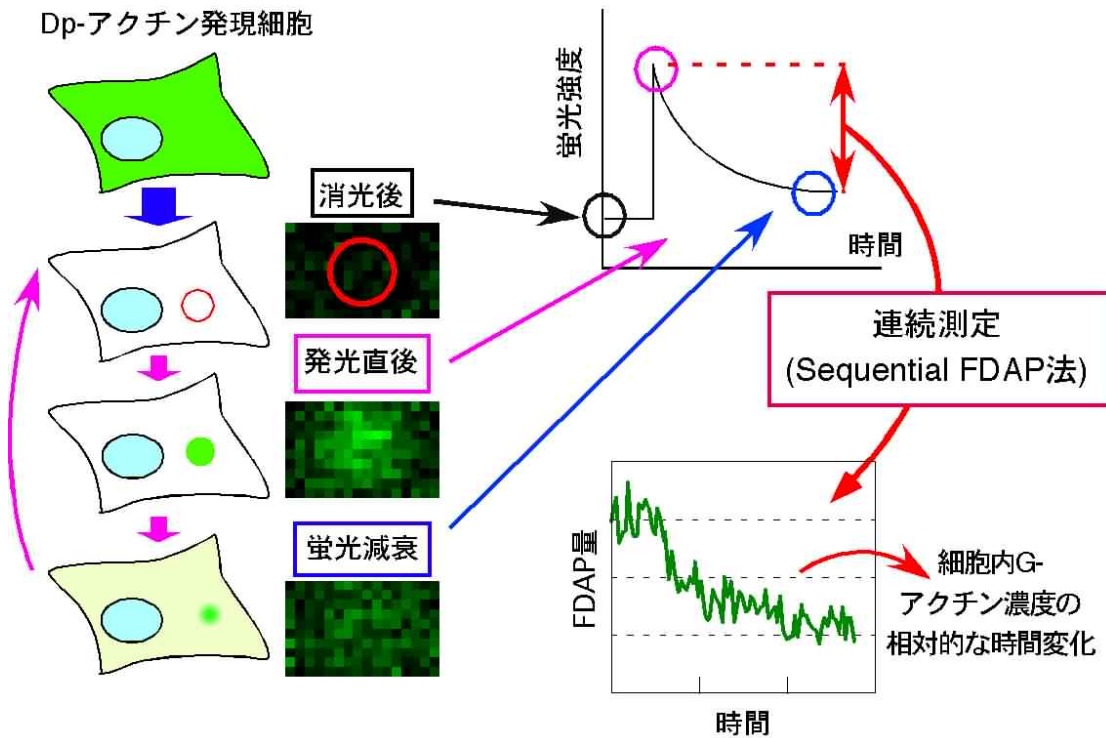 Dp-アクチン発現細胞
消光後
発光直後
蛍光減衰
蛍光強度
時間
連続測定
(Sequential FDAP法)
FDAP量
時間
細胞内G-
アクチン濃度の
相対的な時間変化